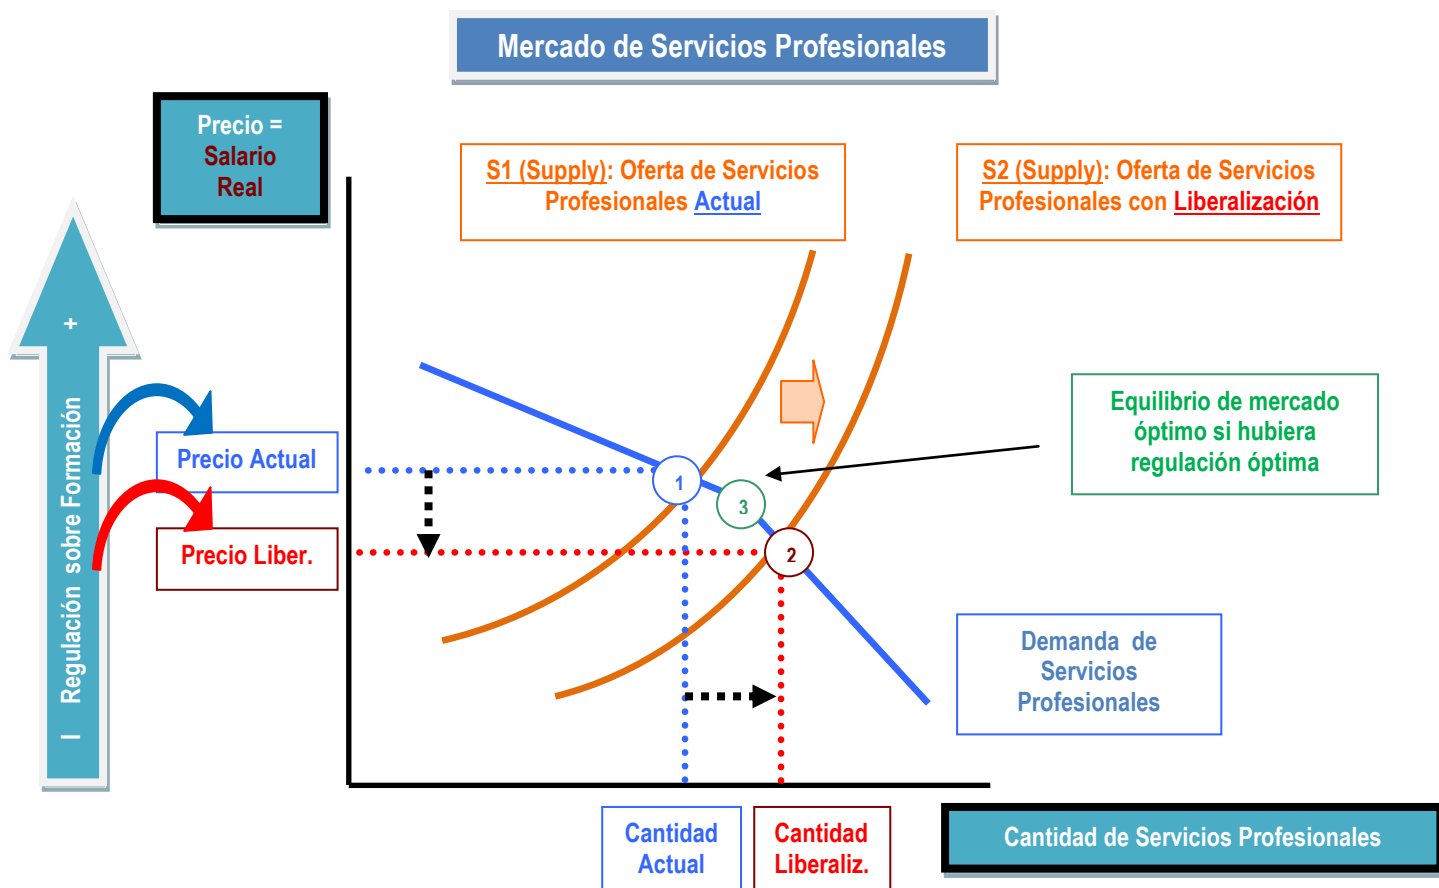 Mercado de Servicios Profesionales
Precio =
Salario
Real
S1 (Supply): Oferta de Servicios
Profesionales Actual
S2 (Supply): Oferta de Servicios
Profesionales con Liberalización
I Regulación sobre Formación +
Precio Actual
Precio Liber.
Equilibrio de mercado
óptimo si hubiera
regulación óptima
1
3
2
Demanda de
Servicios
Profesionales
Cantidad
Actual
Cantidad
Liberaliz.
Cantidad de Servicios Profesionales